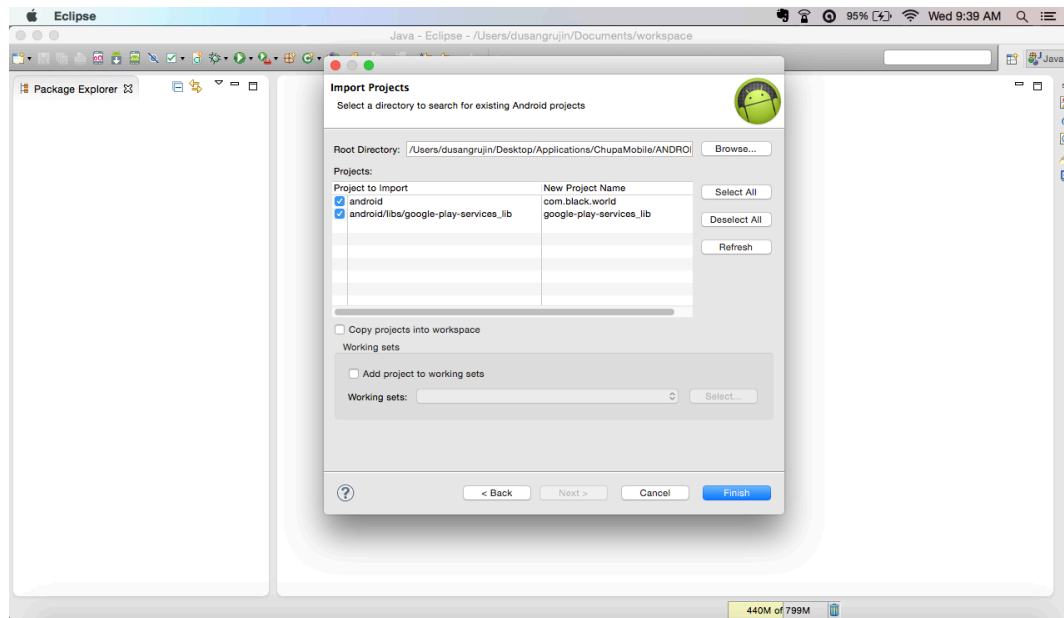 Eclipse 95% Wed 9:39 AM
Java - Eclipse - /Users/dusangrujin/Documents/workspace
Java
Package Explorer
Import Projects
Select a directory to search for existing Android projects
Root Directory: /Users/dusangrujin/Desktop/Applications/ChupaMobile/ANDROI Browse...
Projects:
Project to Import New Project Name
Select All
android com.black.world
android/libs/google-play-services_lib google-play-services_lib
Deselect All
Refresh
Copy projects into workspace
Working sets
Add project to working sets
Working sets: Select...
? < Back Next > Cancel Finish
440M of 799M